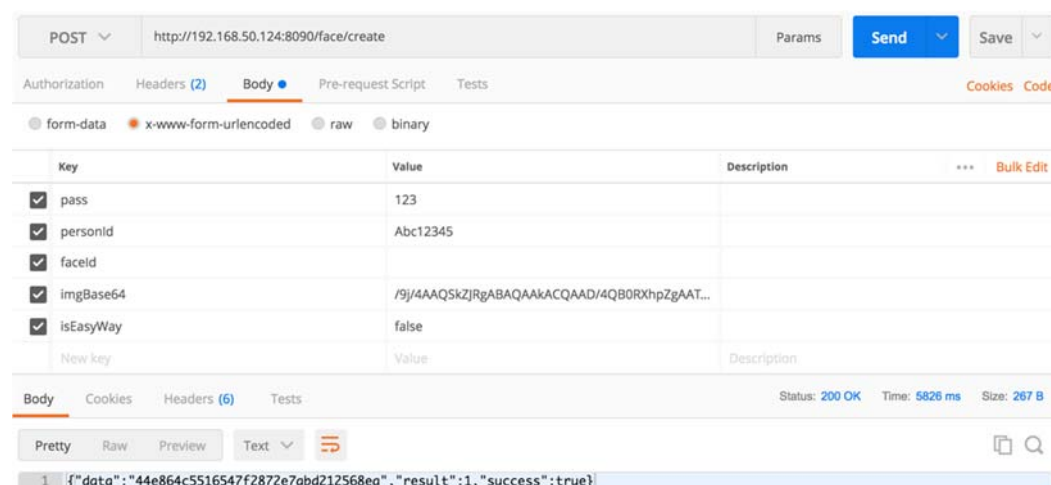 POST http://192.168.50.124:8090/face/create Params Send Save
Authorization Headers (2) Body Pre-request Script Tests Cookies Code
form-data x-www-form-urlencoded raw binary
Key Value Description ••• Bulk Edit
pass 123
personId Abc12345
faceId
imgBase64 /9j/4AAQSkZJRgABAQAAkACQAAD/4QB0RXhpZgAAT...
isEasyWay false
New key Value Description
Body Cookies Headers (6) Tests Status: 200 OK Time: 5826 ms Size: 267 B
Pretty Raw Preview Text
1 {"data":"44e864c5516547f2872e7abd212568ea","result":1,"success":true}